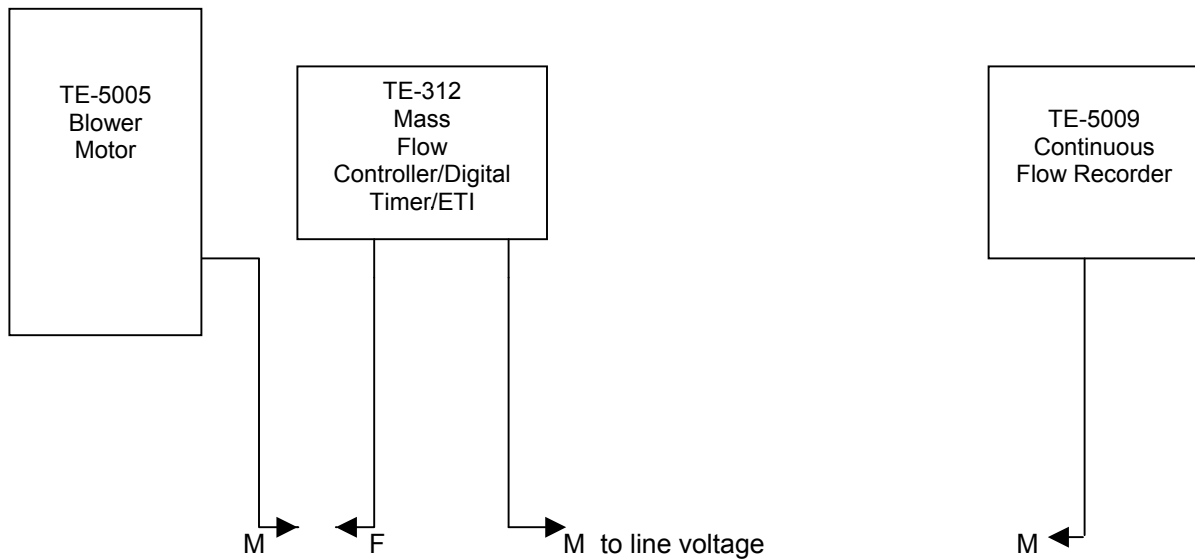 TE-5005
Blower
Motor
TE-312
Mass
Flow
Controller/Digital
Timer/ETI
TE-5009
Continuous
Flow Recorder
M
F
M to line voltage
M